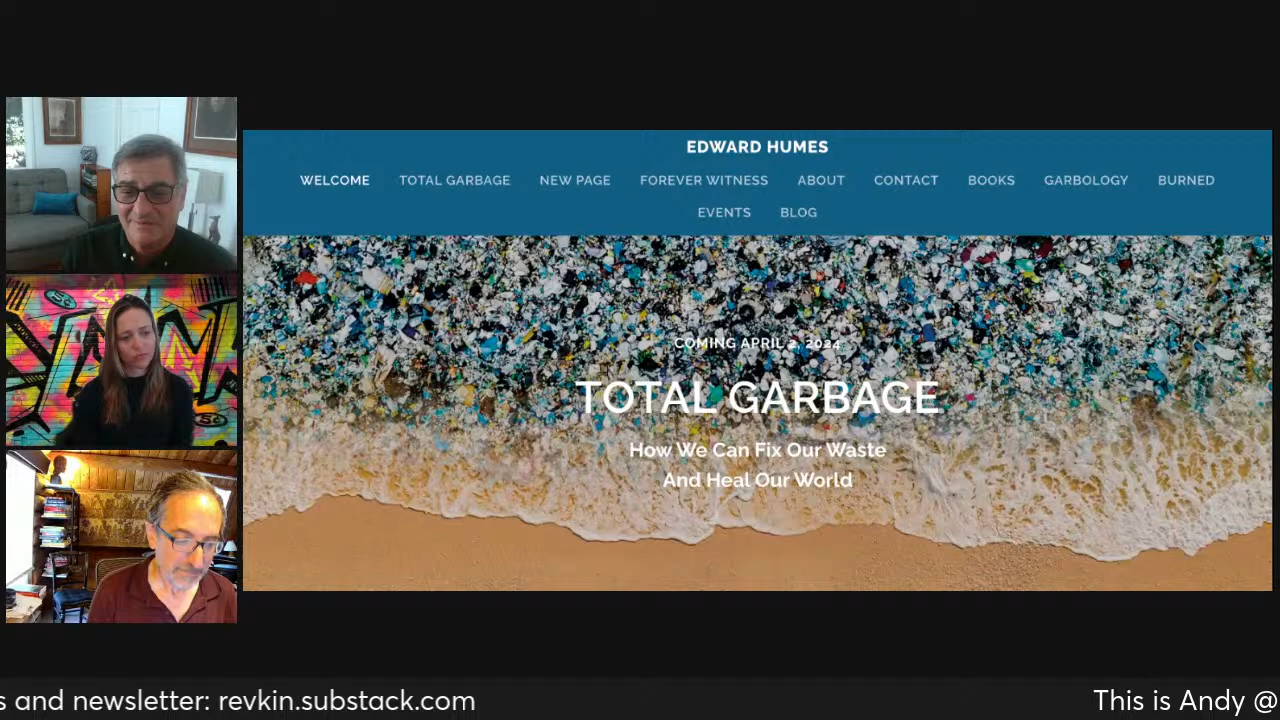 EDWARD HUMES
WELCOME TOTAL GARBAGE NEW PAGE FOREVER WITNESS ABOUT CONTACT BOOKS GARBOLOGY BURNED
EVENTS BLOG
COMING APRIL 2, 2024
TOTAL GARBAGE
How We Can Fix Our Waste
And Heal Our World
s and newsletter: revkin.substack.com
This is Andy @